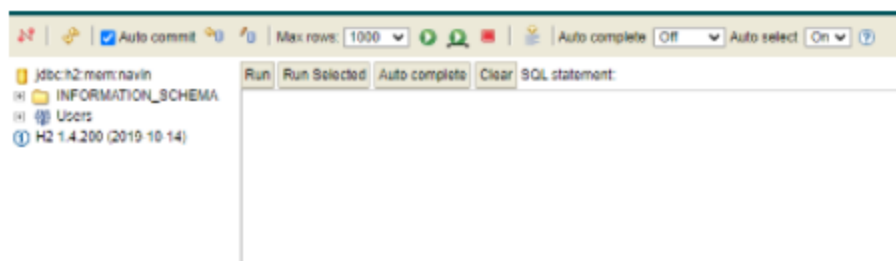 Auto commit Max rows: 1000 Auto complete Off Auto select On ?
jdbc:h2:mem:navin
Run Run Selected Auto complete Clear SQL statement:
INFORMATION_SCHEMA
Users
H2 1.4.200 (2019-10-14)